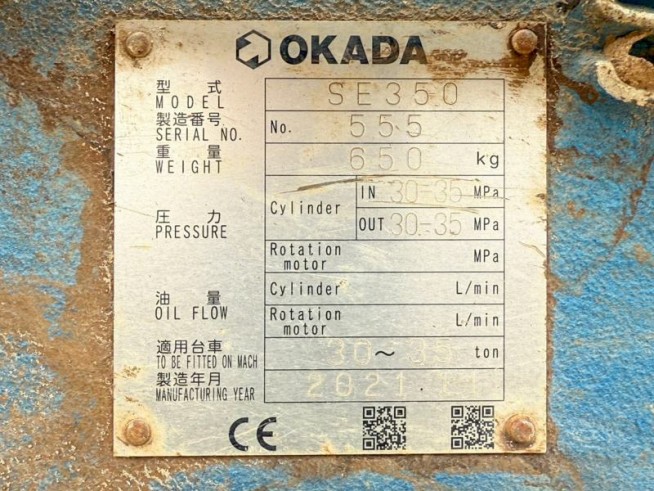 OKADA
型式
MODEL SE350
製造番号
SERIAL NO. No. 555
重量
WEIGHT 650 kg
圧力
PRESSURE
Cylinder
IN 30-35 MPa
OUT 30-35 MPa
Rotation motor MPa
油量
OIL FLOW
Cylinder L/min
Rotation motor L/min
適用台車
TO BE FITTED ON MACH 30～ ton
製造年月
MANUFACTURING YEAR 2021
CE